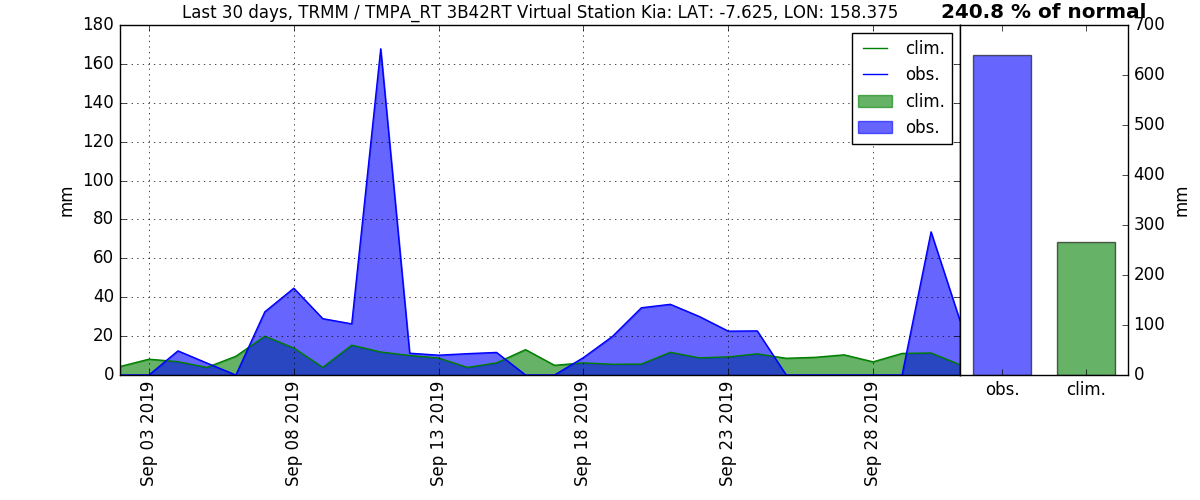 Last 30 days, TRMM / TMPA_RT 3B42RT Virtual Station Kia: LAT: -7.625, LON: 158.375
240.8 % of normal
180
160
140
120
100
80
60
40
20
0
mm
clim.
obs.
clim.
obs.
Sep 03 2019
Sep 08 2019
Sep 13 2019
Sep 18 2019
Sep 23 2019
Sep 28 2019
700
600
500
400
300
200
100
0
mm
obs.
clim.